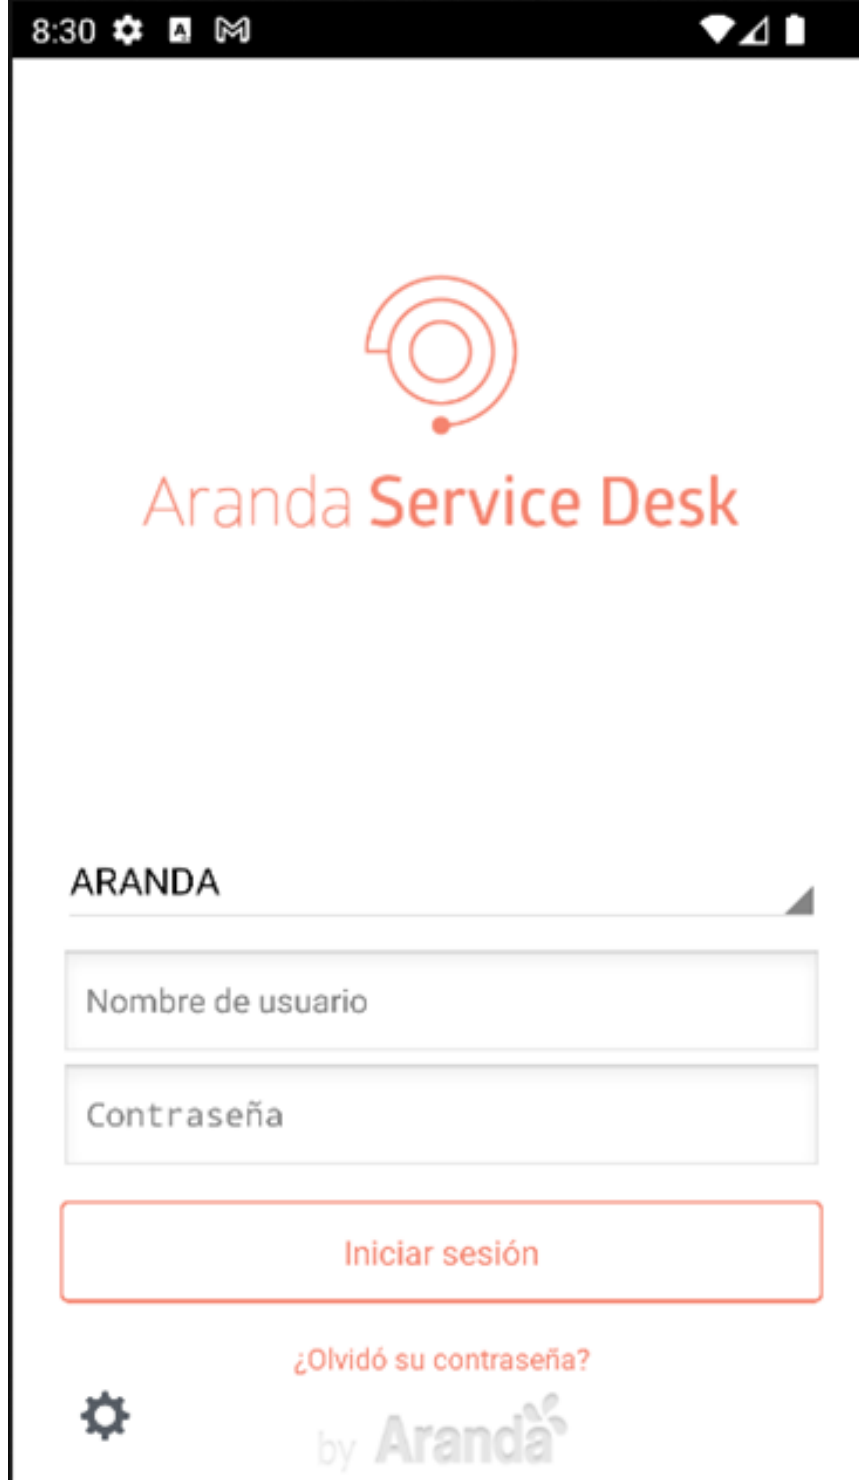 8:30
Aranda Service Desk
ARANDA
Nombre de usuario
Contraseña
Iniciar sesión
¿Olvidó su contraseña?
by Aranda